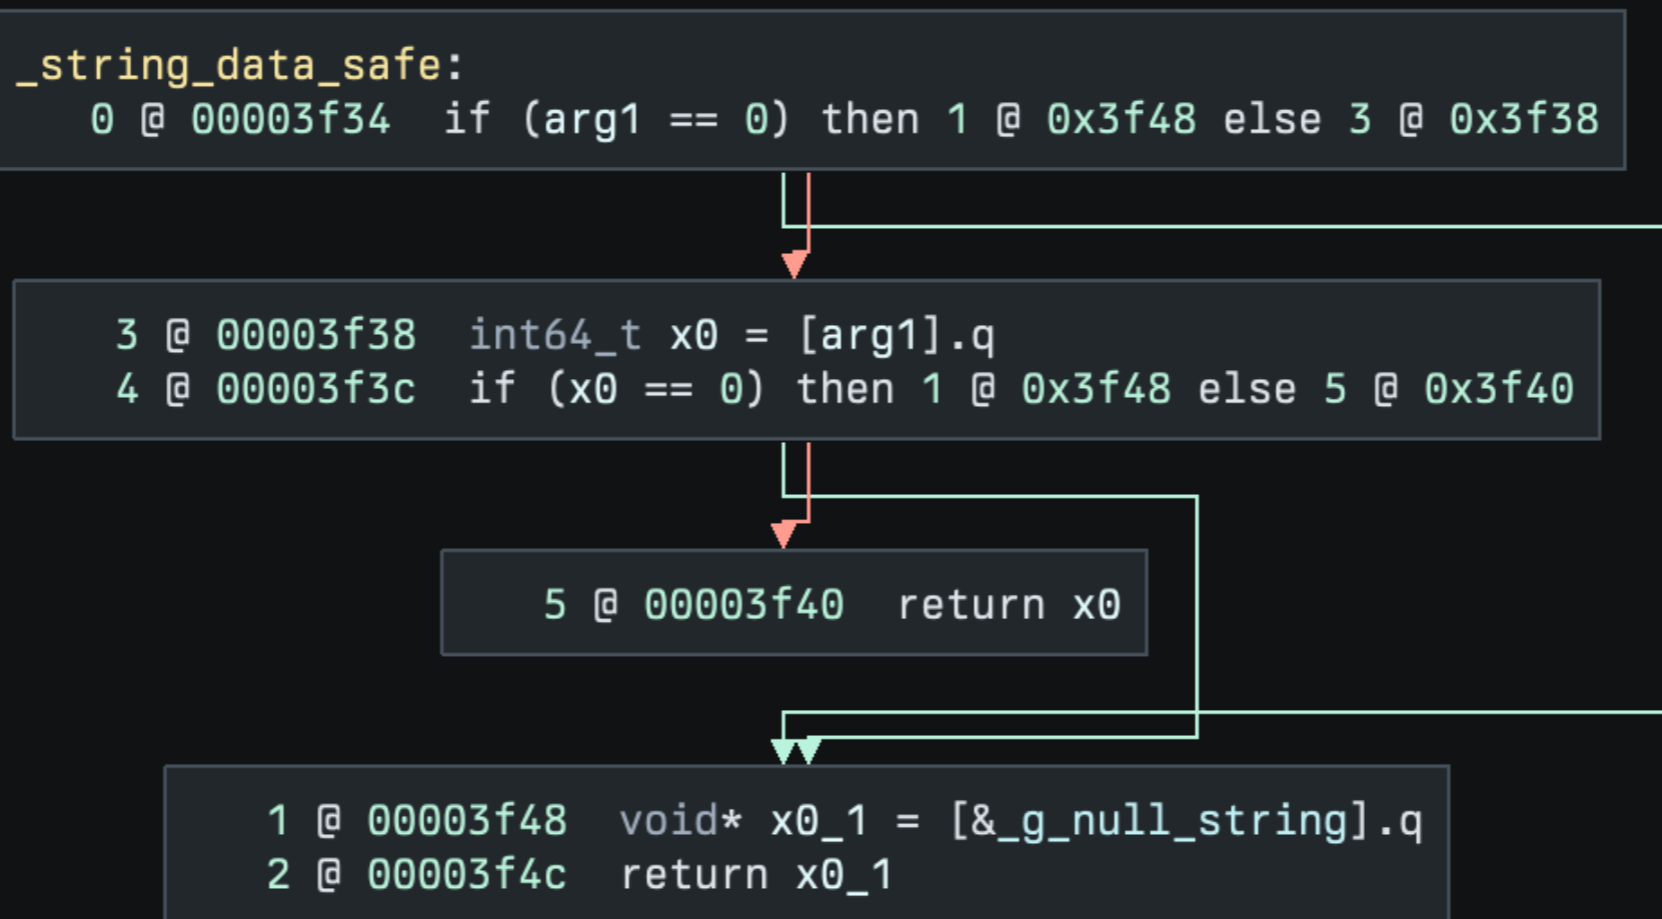 _string_data_safe:
0 @ 00003f34 if (arg1 == 0) then 1 @ 0x3f48 else 3 @ 0x3f38
3 @ 00003f38 int64_t x0 = [arg1].q
4 @ 00003f3c if (x0 == 0) then 1 @ 0x3f48 else 5 @ 0x3f40
5 @ 00003f40 return x0
1 @ 00003f48 void* x0_1 = [&_g_null_string].q
2 @ 00003f4c return x0_1